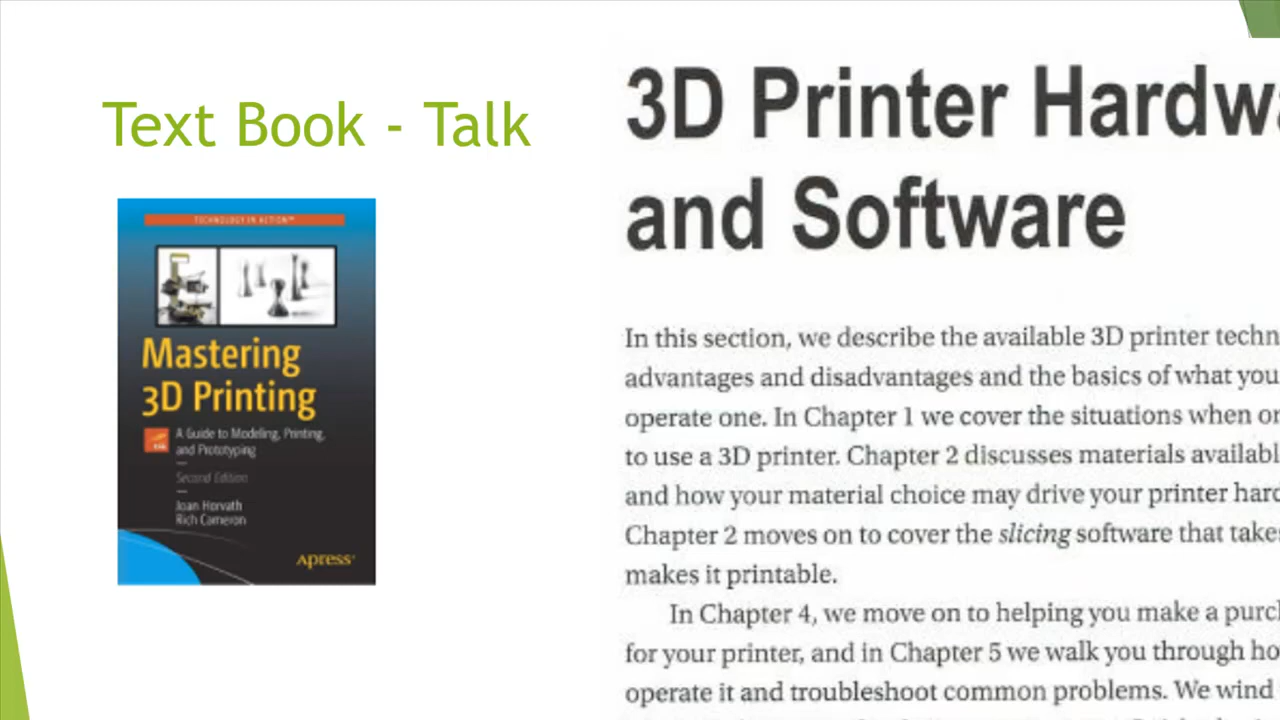 Text Book - Talk
TECHNOLOGY IN ACTION™
Mastering
3D Printing
A Guide to Modeling, Printing,
and Prototyping
Second Edition
Joan Horvath
Rich Cameron
Apress®
3D Printer Hardwa
and Software
In this section, we describe the available 3D printer techn
advantages and disadvantages and the basics of what you
operate one. In Chapter 1 we cover the situations when or
to use a 3D printer. Chapter 2 discusses materials availabl
and how your material choice may drive your printer hard
Chapter 2 moves on to cover the slicing software that takes
makes it printable.
In Chapter 4, we move on to helping you make a purch
for your printer, and in Chapter 5 we walk you through ho
operate it and troubleshoot common problems. We wind